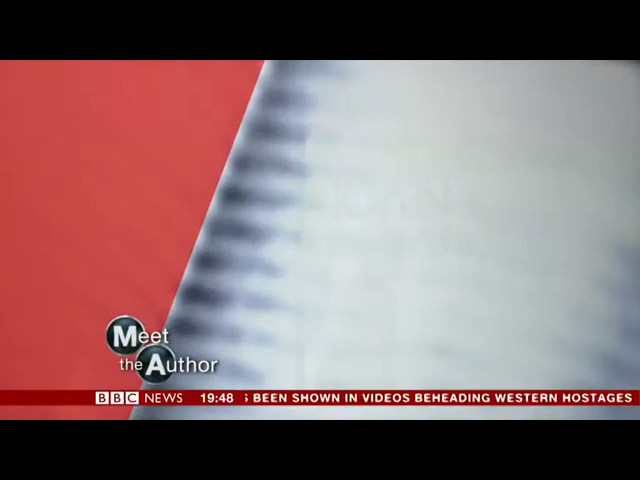 Meet
the Author
BBC NEWS 19:48 S BEEN SHOWN IN VIDEOS BEHEADING WESTERN HOSTAGES